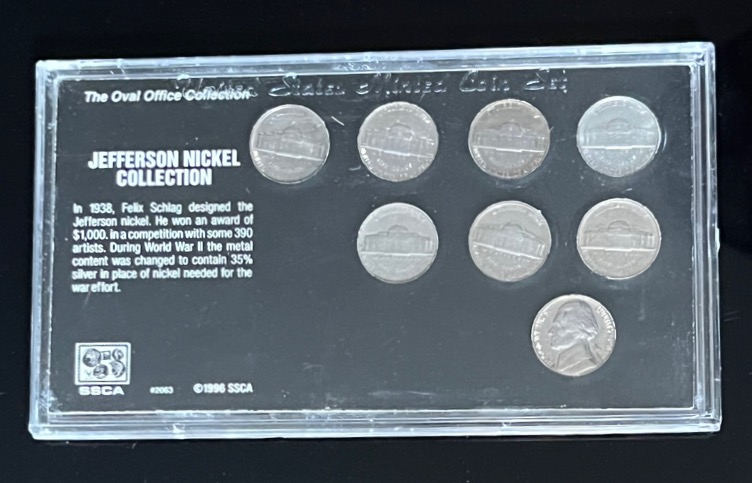 United States Minted Coin Set
The Oval Office Collection
JEFFERSON NICKEL
COLLECTION
In 1938, Felix Schlag designed the
Jefferson nickel. He won an award of
$1,000. in a competition with some 390
artists. During World War II the metal
content was changed to contain 35%
silver in place of nickel needed for the
war effort.
SSCA
#2063 ©1996 SSCA